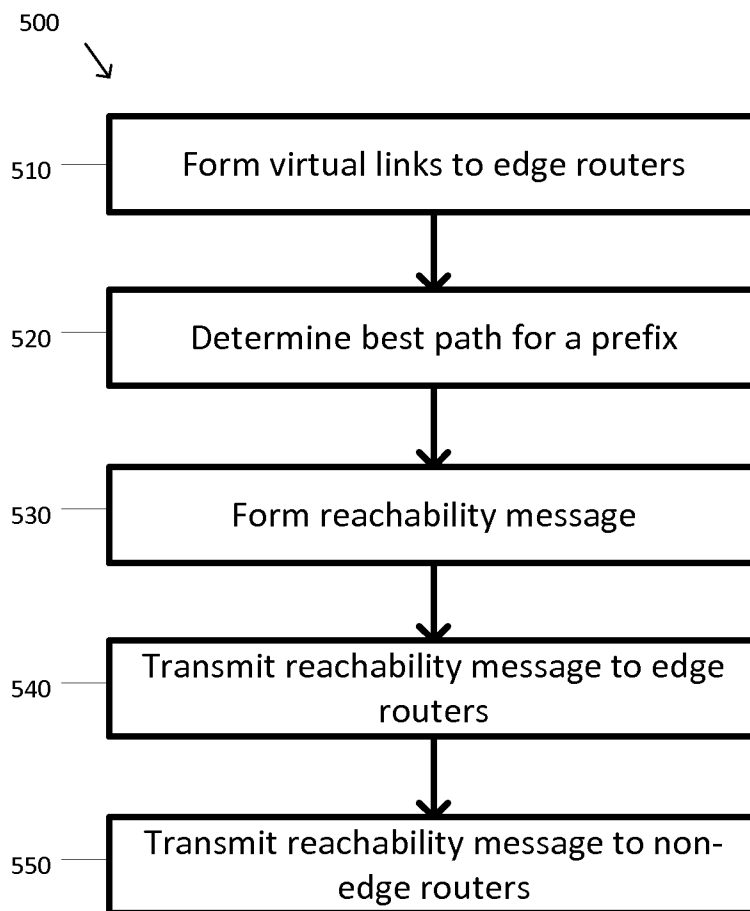 500
510
Form virtual links to edge routers
520
Determine best path for a prefix
530
Form reachability message
540
Transmit reachability message to edge
routers
550
Transmit reachability message to non-
edge routers